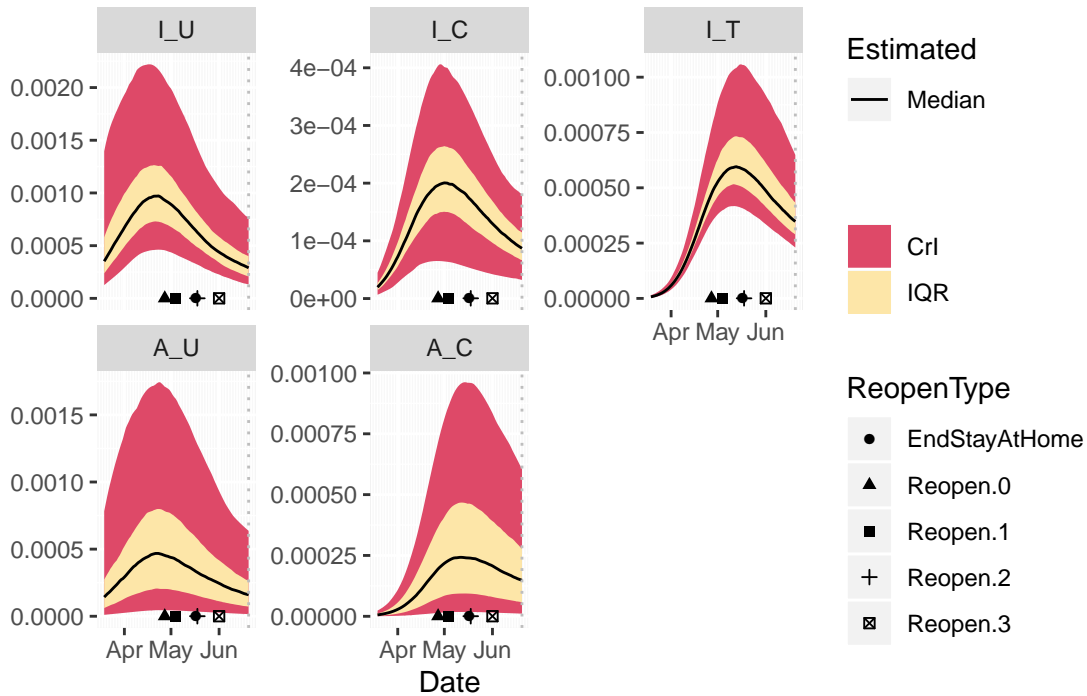 I_U
I_C
I_T
0.0020
0.0015
0.0010
0.0005
0.0000
4e−04
3e−04
2e−04
1e−04
0e+00
0.00100
0.00075
0.00050
0.00025
0.00000
Apr May Jun
A_U
A_C
0.0015
0.0010
0.0005
0.0000
0.00100
0.00075
0.00050
0.00025
0.00000
Apr May Jun
Apr May Jun
Date
Estimated
Median
CrI
IQR
ReopenType
EndStayAtHome
Reopen.0
Reopen.1
Reopen.2
Reopen.3